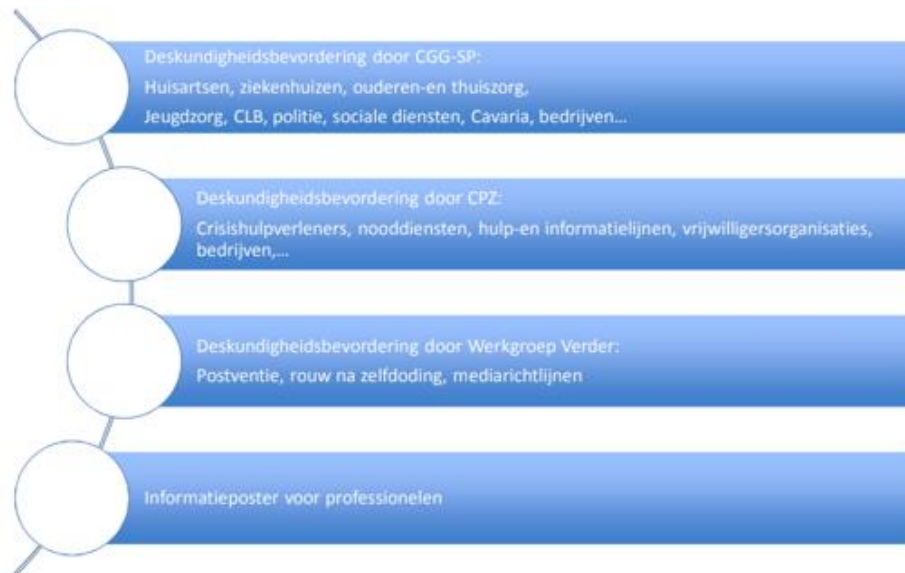 Deskundigheidsbevordering door CGG-SP:
Huisartsen, ziekenhuizen, ouderen-en thuiszorg,
Jeugdzorg, CLB, politie, sociale diensten, Cavaria, bedrijven...
Deskundigheidsbevordering door CPZ:
Crisishulpverleners, nooddiensten, hulp-en informatielijnen, vrijwilligersorganisaties,
bedrijven,...
Deskundigheidsbevordering door Werkgroep Verder:
Postventie, rouw na zelfdoding, mediarichtlijnen
Informatieposter voor professionelen